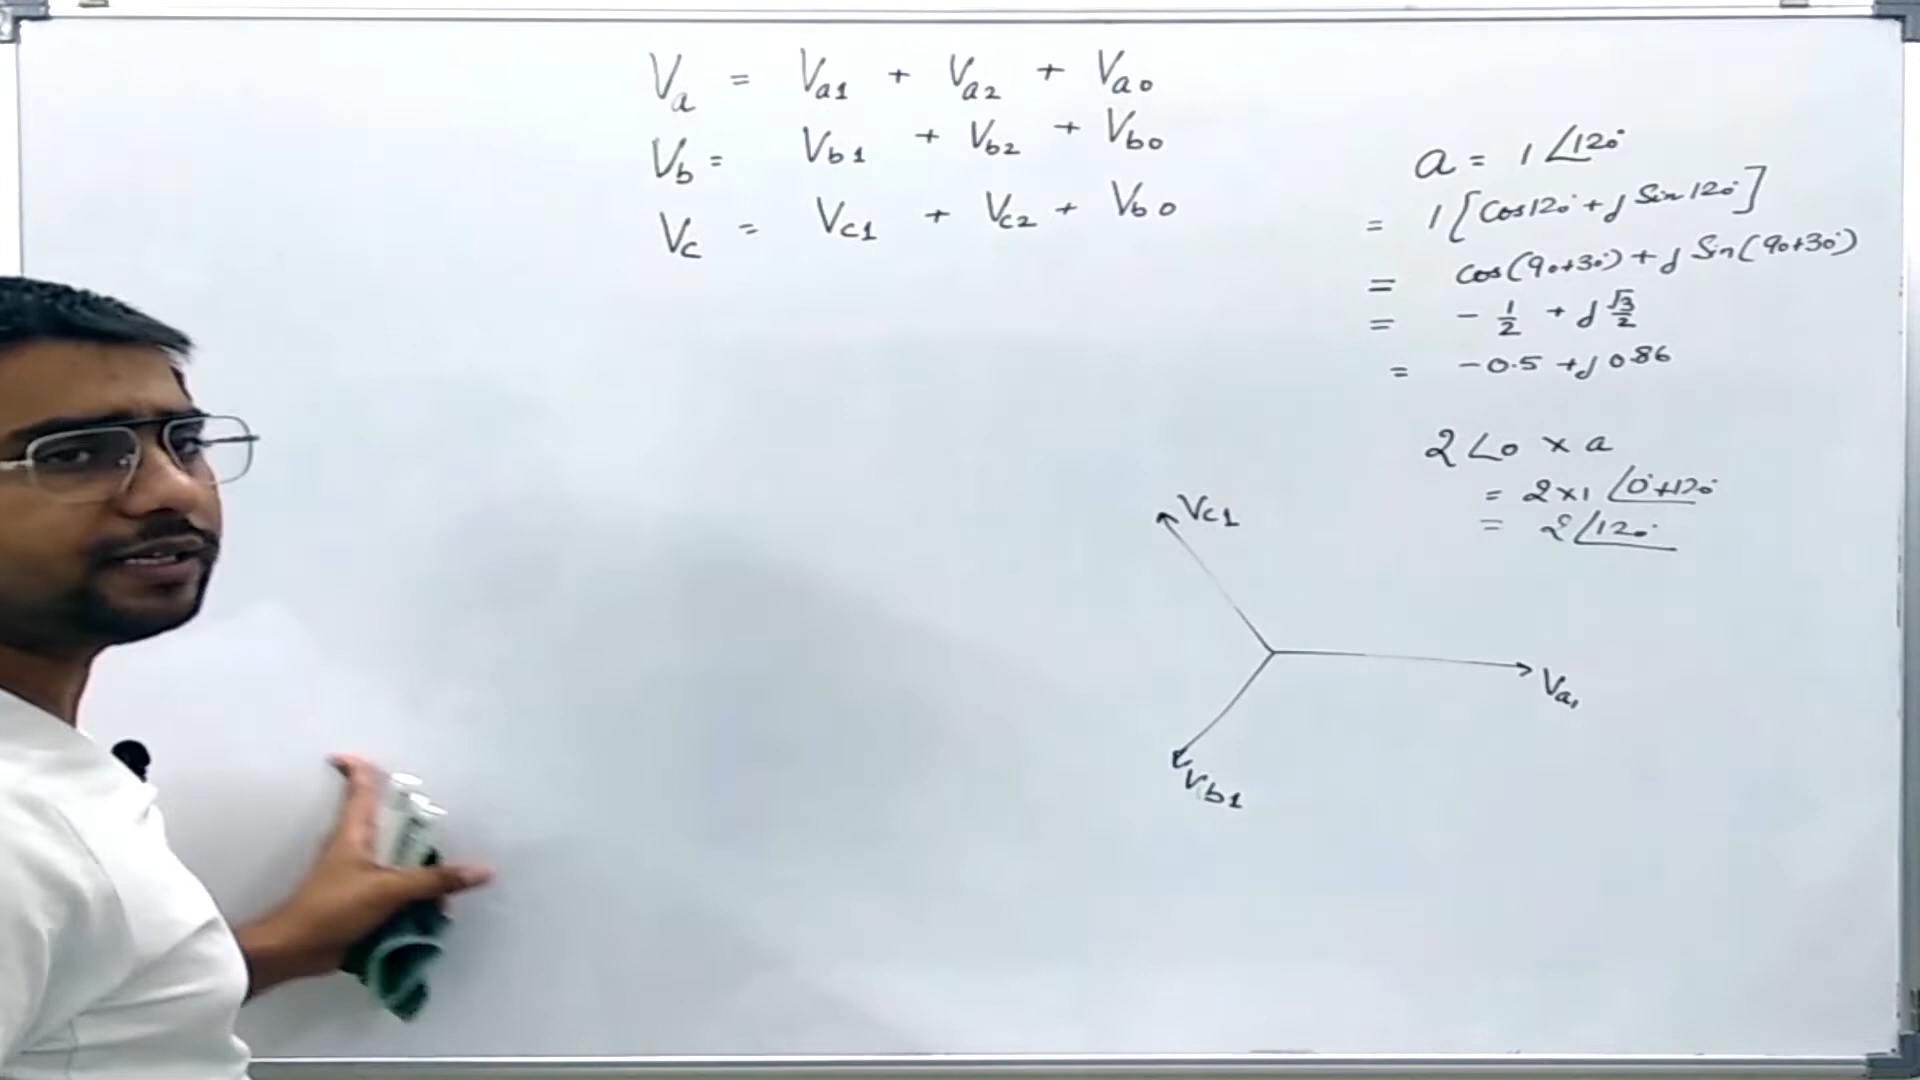 Va = Va1 + Va2 + Va0
Vb = Vb1 + Vb2 + Vb0
Vc = Vc1 + Vc2 + Vb0
a = 1∠120°
= 1[Cos120° + j Sin120°]
= Cos(90+30°) + j Sin(90+30°)
= -1/2 + j √3/2
= -0.5 + j 0.86
2∠0 × a
= 2×1 ∠0°+120°
= 2∠120°
Vc1
Va1
Vb1